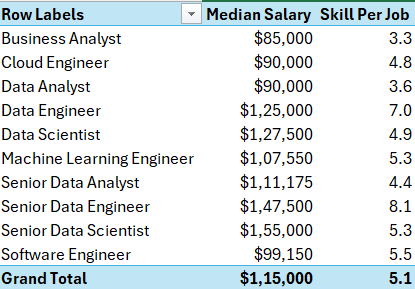 Row Labels Median Salary Skill Per Job
Business Analyst $85,000 3.3
Cloud Engineer $90,000 4.8
Data Analyst $90,000 3.6
Data Engineer $1,25,000 7.0
Data Scientist $1,27,500 4.9
Machine Learning Engineer $1,07,550 5.3
Senior Data Analyst $1,11,175 4.4
Senior Data Engineer $1,47,500 8.1
Senior Data Scientist $1,55,000 5.3
Software Engineer $99,150 5.5
Grand Total $1,15,000 5.1